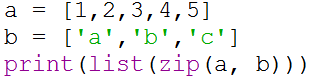 a = [1,2,3,4,5]
b = ['a','b','c']
print(list(zip(a, b)))